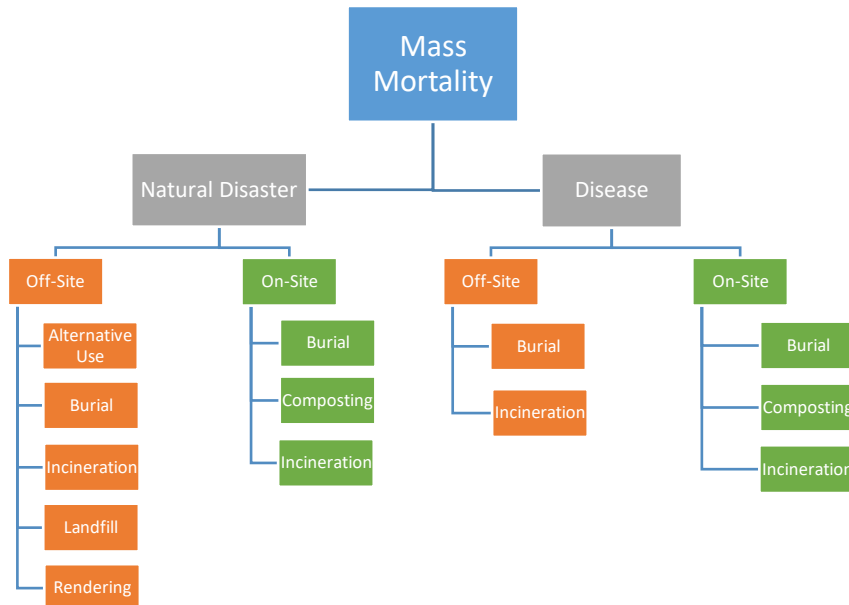 Mass
Mortality
Natural Disaster
Disease
Off-Site
On-Site
Off-Site
On-Site
Alternative
Use
Burial
Incineration
Landfill
Rendering
Burial
Composting
Incineration
Burial
Incineration
Burial
Composting
Incineration